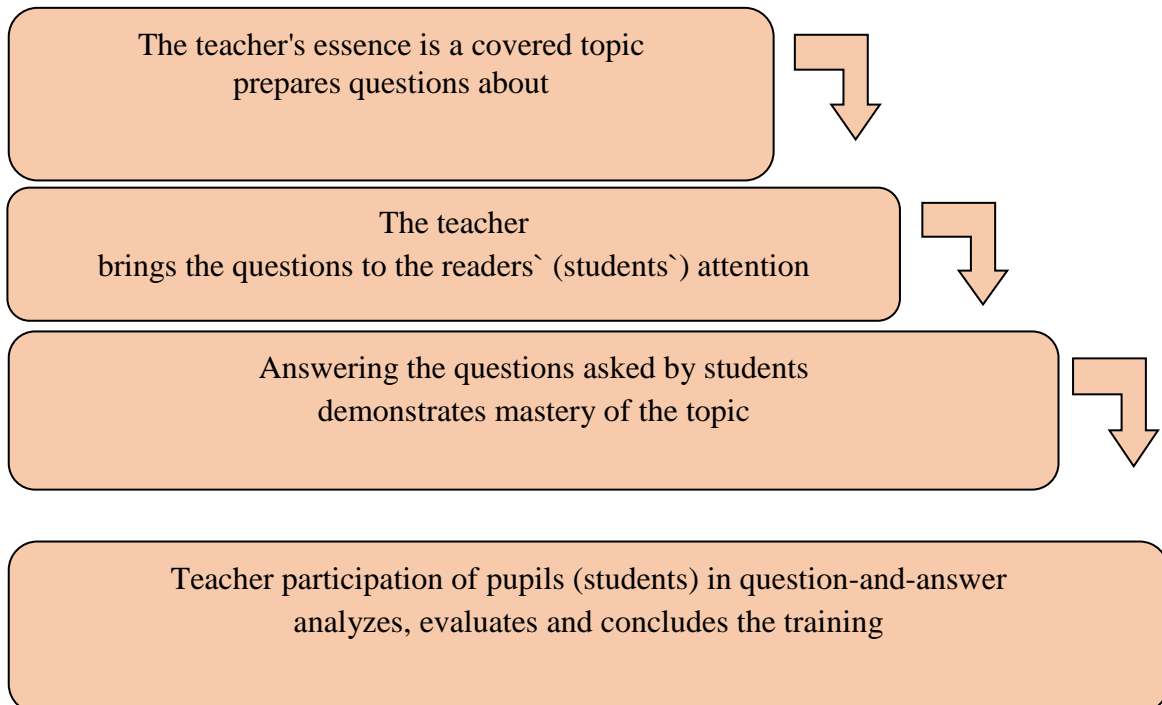 The teacher's essence is a covered topic
prepares questions about
The teacher
brings the questions to the readers` (students`) attention
Answering the questions asked by students
demonstrates mastery of the topic
Teacher participation of pupils (students) in question-and-answer
analyzes, evaluates and concludes the training